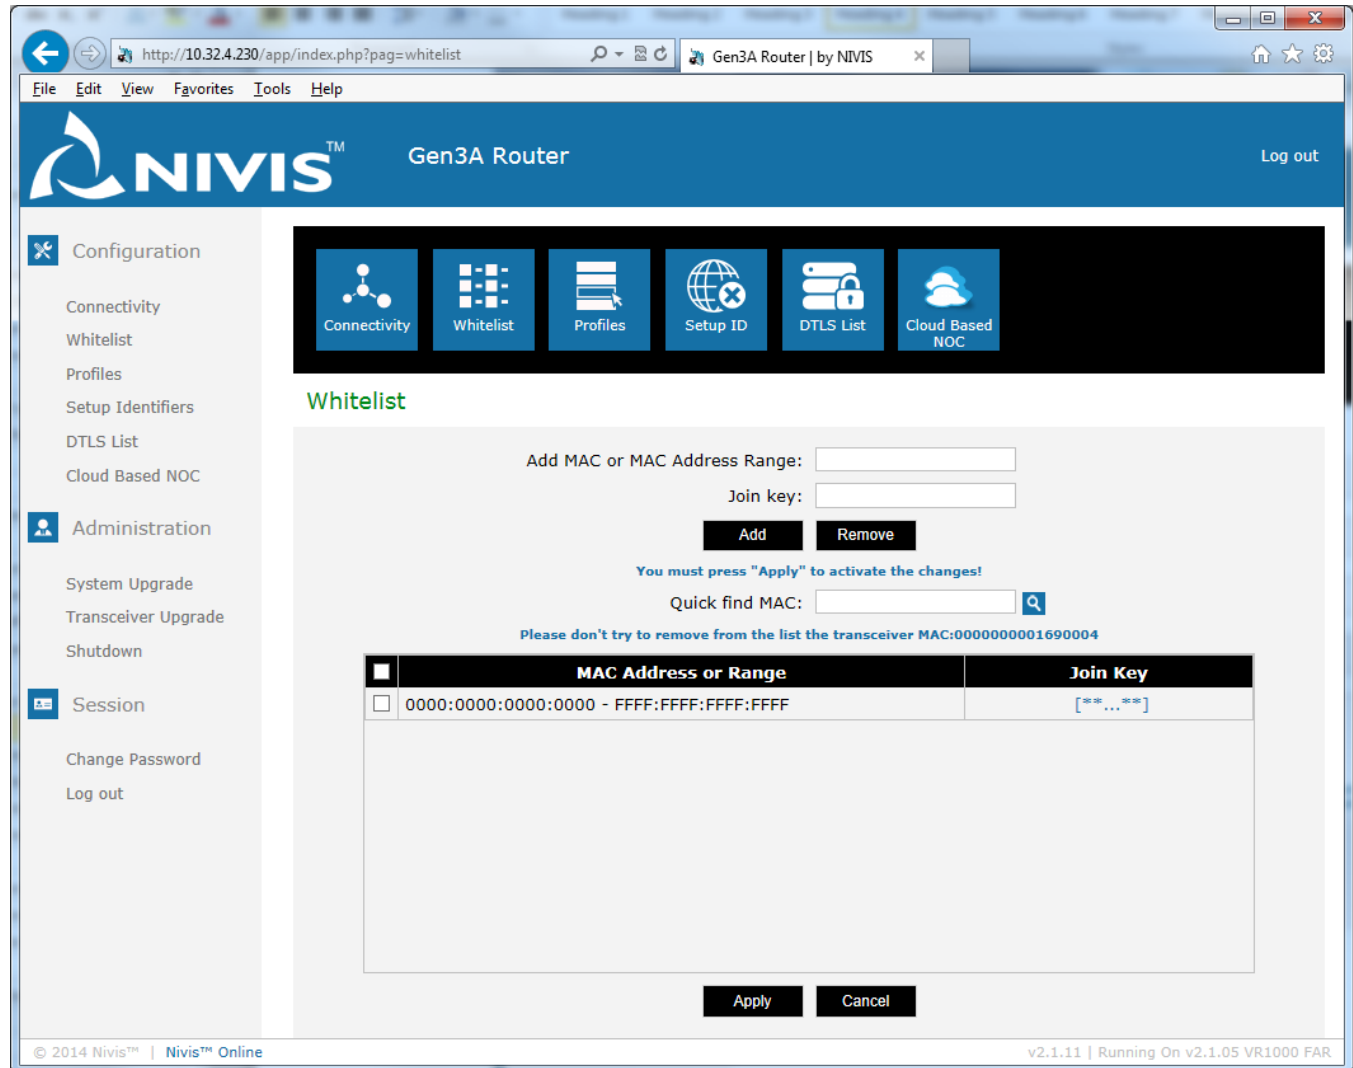 http://10.32.4.230/app/index.php?pag=whitelist
Gen3A Router | by NIVIS
File Edit View Favorites Tools Help
NIVIS™
Gen3A Router
Log out
Configuration
Connectivity
Whitelist
Profiles
Setup Identifiers
DTLS List
Cloud Based NOC
Administration
System Upgrade
Transceiver Upgrade
Shutdown
Session
Change Password
Log out
Connectivity
Whitelist
Profiles
Setup ID
DTLS List
Cloud Based
NOC
Whitelist
Add MAC or MAC Address Range:
Join key:
Add Remove
You must press "Apply" to activate the changes!
Quick find MAC:
Please don't try to remove from the list the transceiver MAC:0000000001690004
MAC Address or Range Join Key
0000:0000:0000:0000 - FFFF:FFFF:FFFF:FFFF [**...**]
Apply Cancel
© 2014 Nivis™ | Nivis™ Online
v2.1.11 | Running On v2.1.05 VR1000 FAR